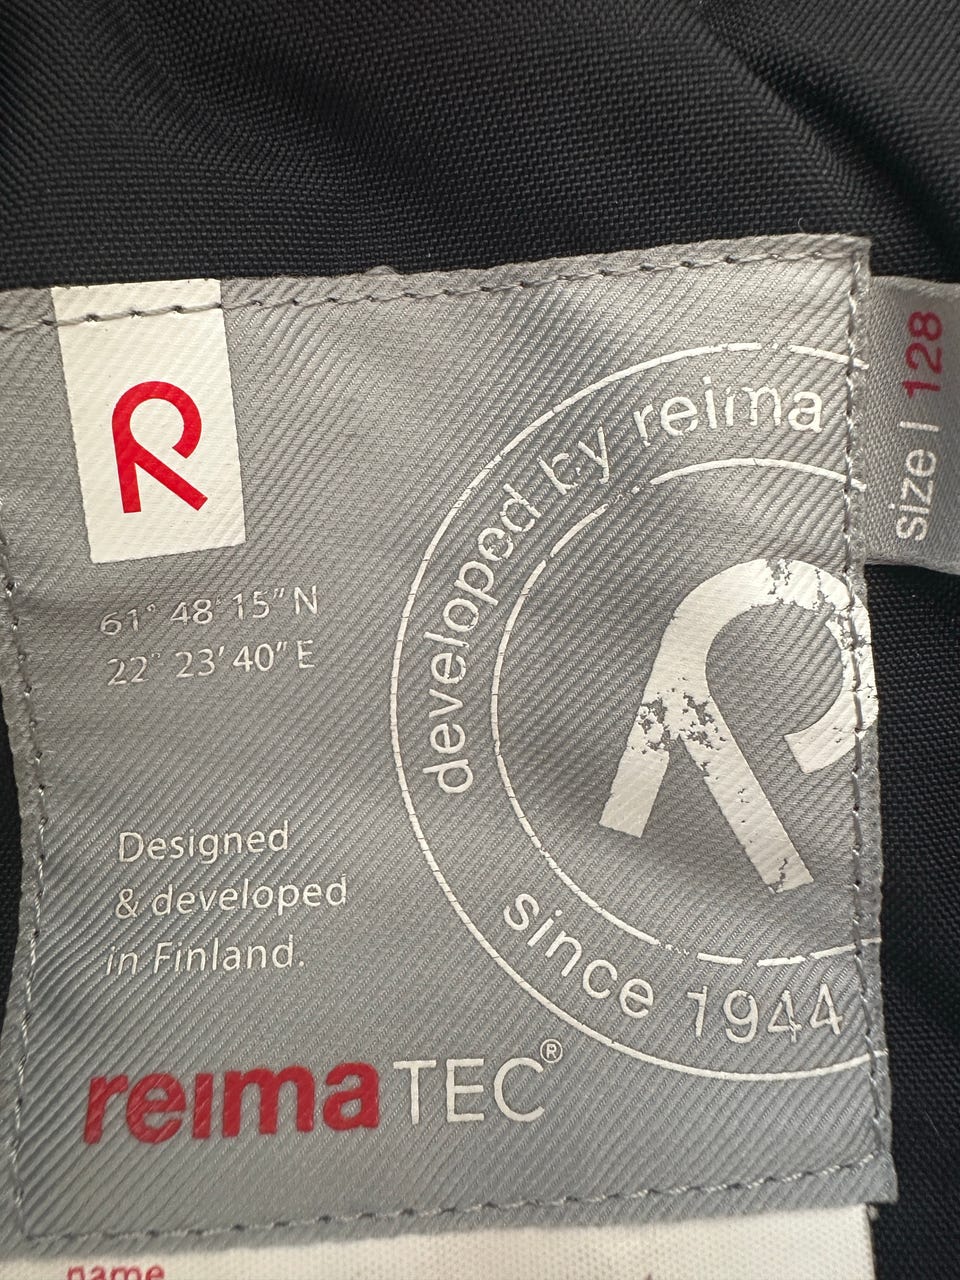 R
61° 48' 15" N
22° 23' 40" E
Designed
& developed
in Finland.
reima TEC®
developed by reima
since 1944
size | 128
name